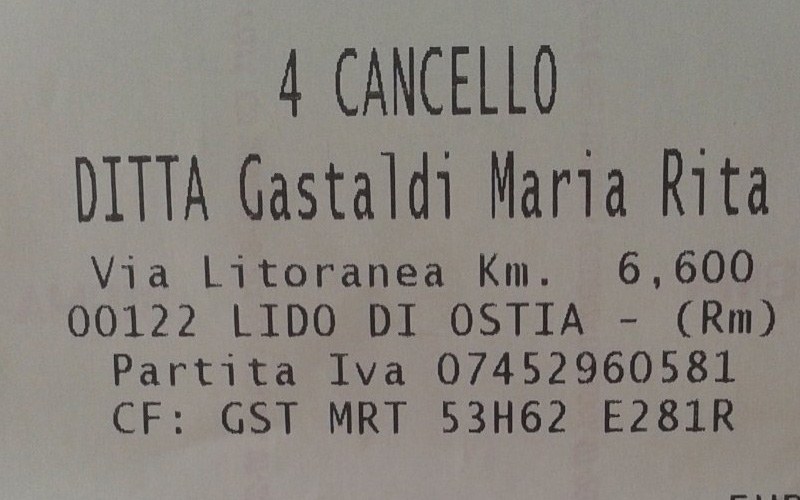 4 CANCELLO
DITTA Gastaldi Maria Rita
Via Litoranea Km. 6,600
00122 LIDO DI OSTIA - (Rm)
Partita Iva 07452960581
CF: GST MRT 53H62 E281R